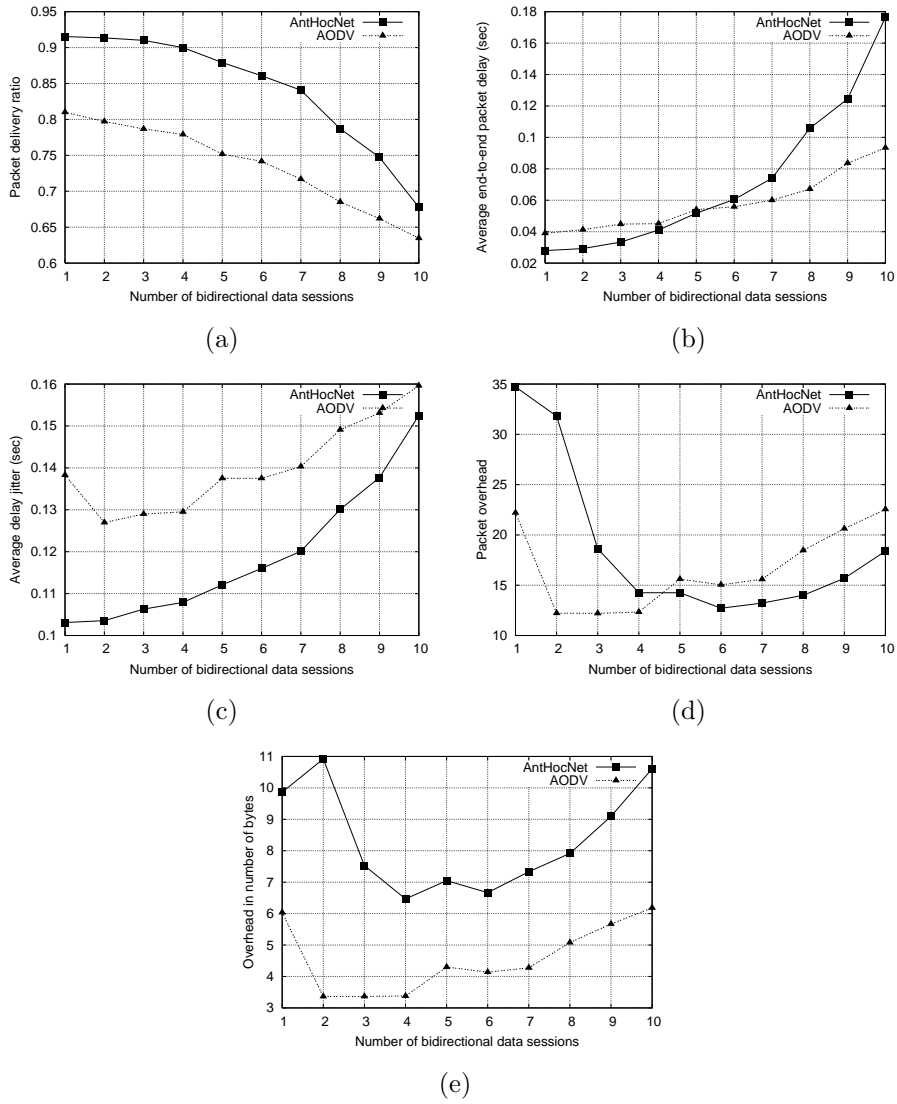 AntHocNet
AODV
0.95
0.9
0.85
0.8
0.75
0.7
0.65
0.6
Packet delivery ratio
1 2 3 4 5 6 7 8 9 10
Number of bidirectional data sessions
(a)
AntHocNet
AODV
0.18
0.16
0.14
0.12
0.1
0.08
0.06
0.04
0.02
Average end-to-end packet delay (sec)
1 2 3 4 5 6 7 8 9 10
Number of bidirectional data sessions
(b)
AntHocNet
AODV
0.16
0.15
0.14
0.13
0.12
0.11
0.1
Average delay jitter (sec)
1 2 3 4 5 6 7 8 9 10
Number of bidirectional data sessions
(c)
AntHocNet
AODV
35
30
25
20
15
10
Packet overhead
1 2 3 4 5 6 7 8 9 10
Number of bidirectional data sessions
(d)
AntHocNet
AODV
11
10
9
8
7
6
5
4
3
Overhead in number of bytes
1 2 3 4 5 6 7 8 9 10
Number of bidirectional data sessions
(e)